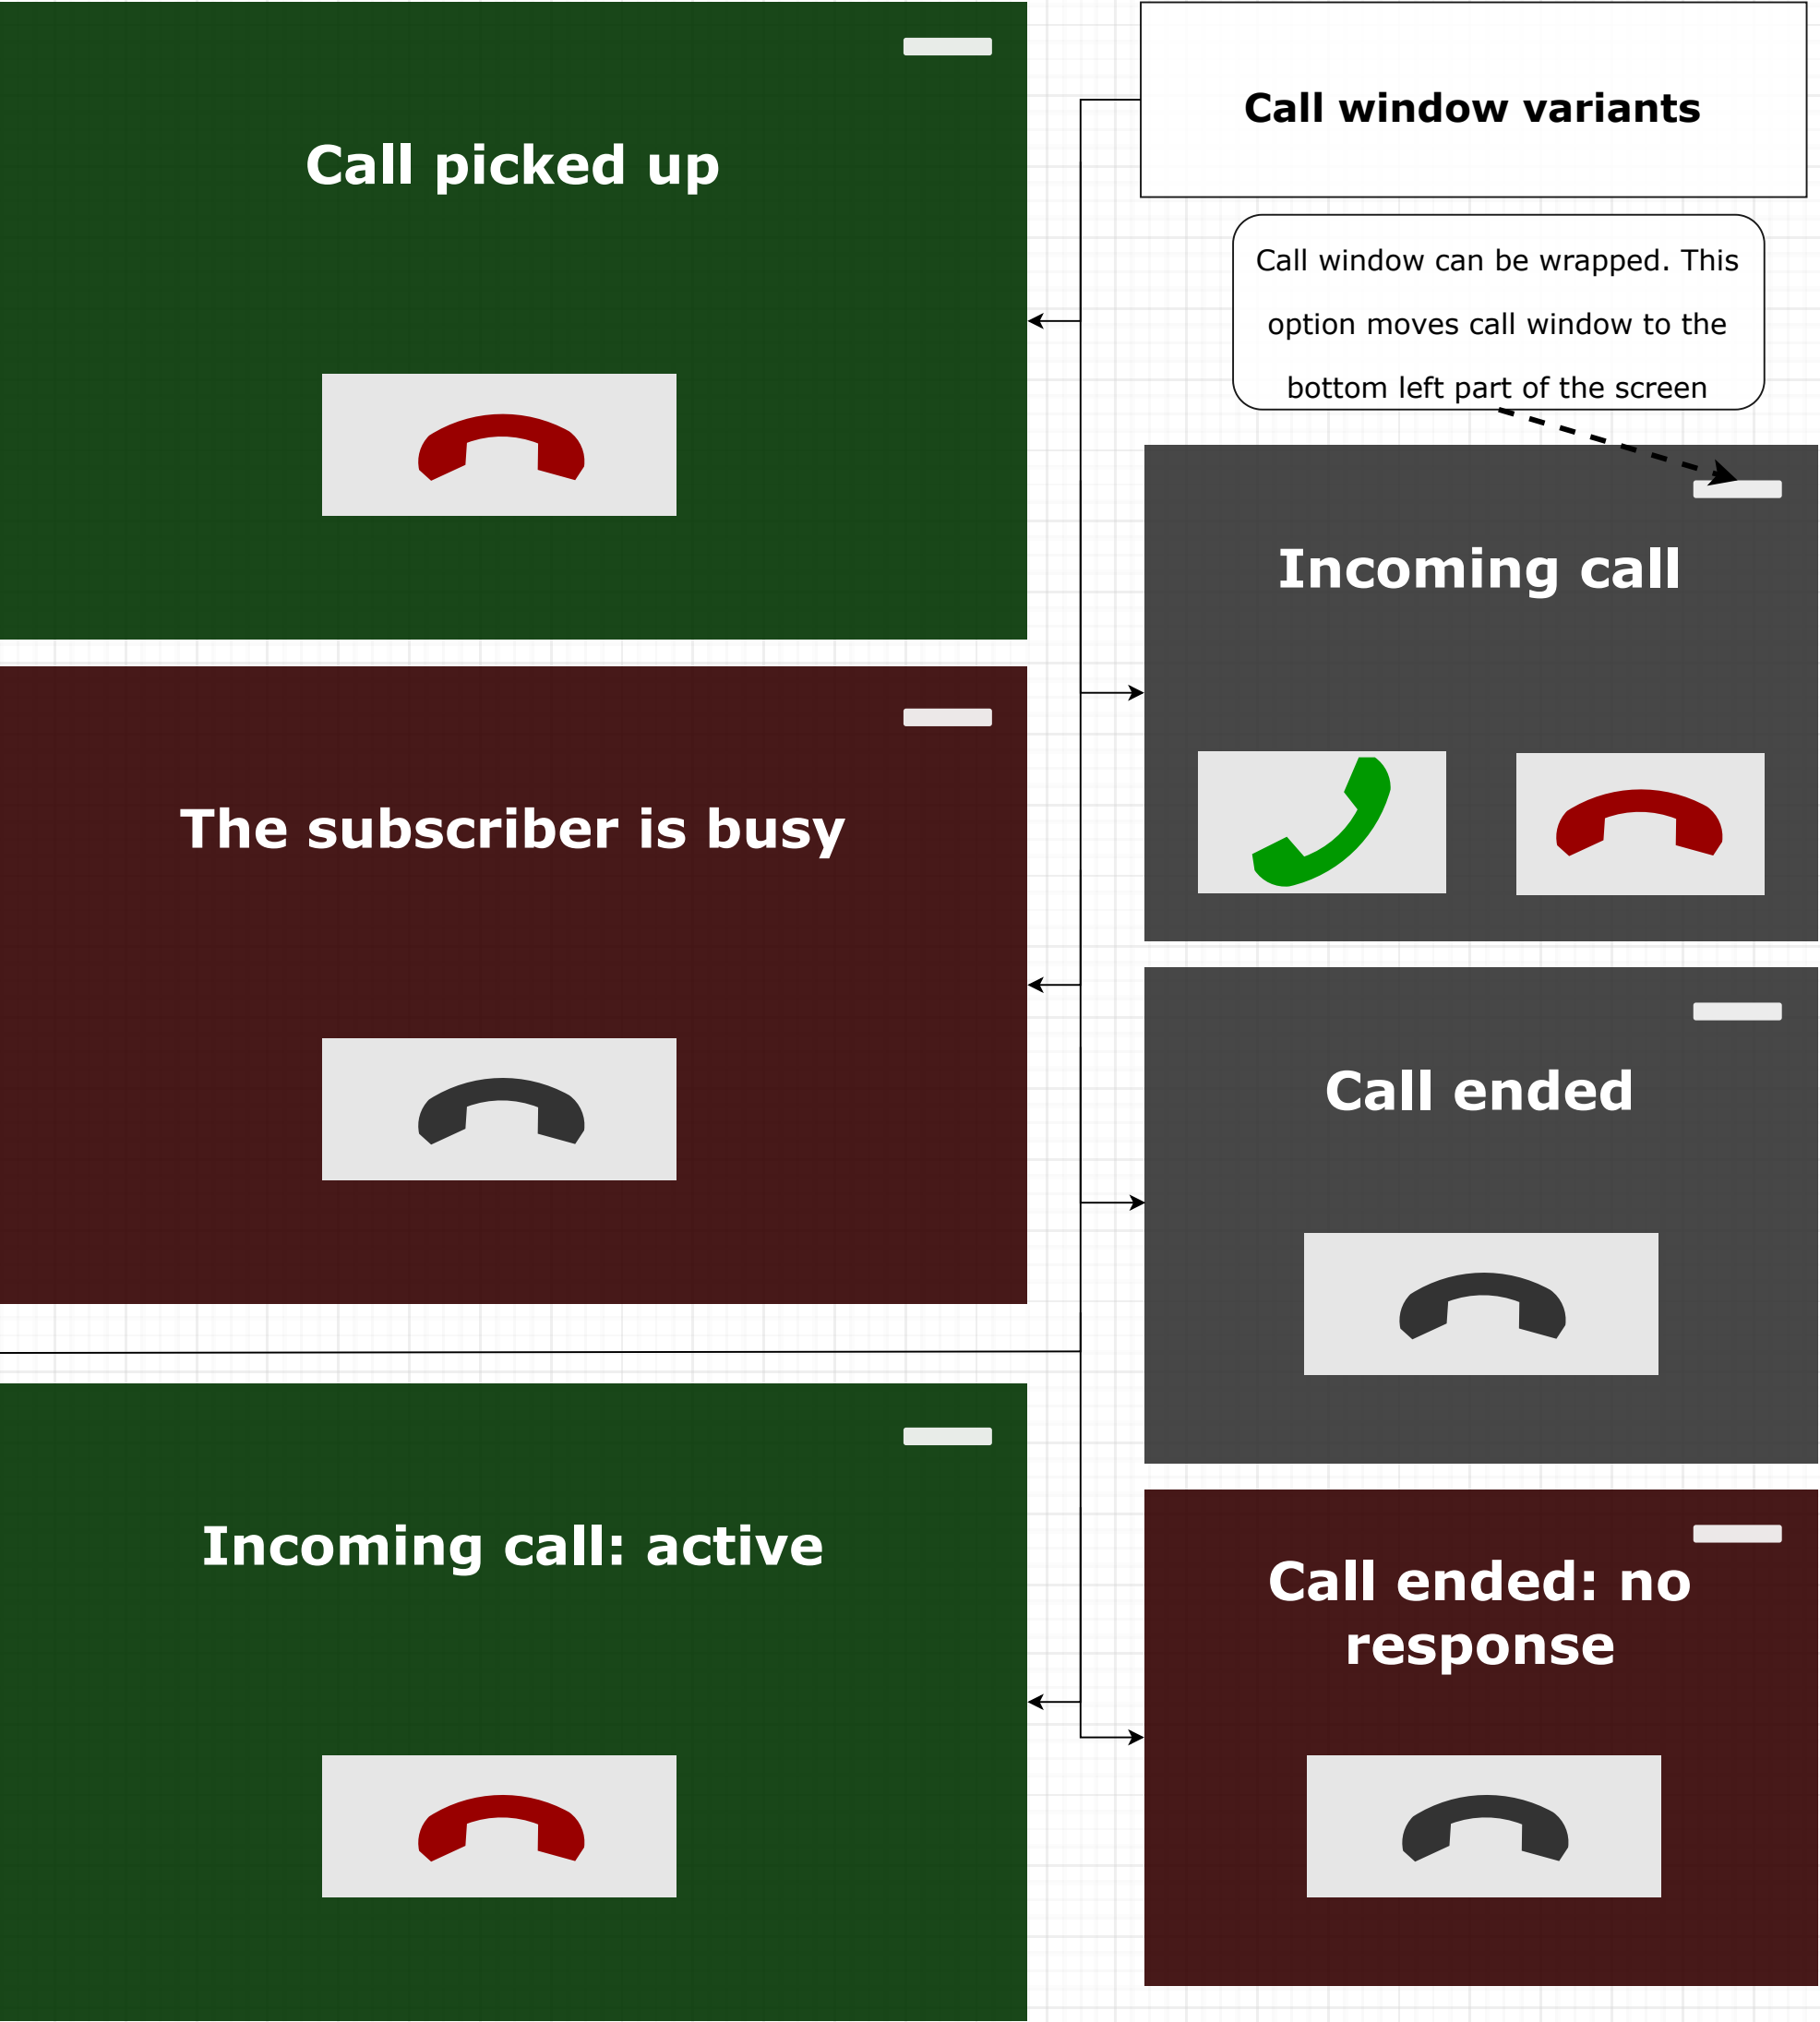 Call picked up
Call window variants
Call window can be wrapped. This
option moves call window to the
bottom left part of the screen
Incoming call
The subscriber is busy
Call ended
Incoming call: active
Call ended: no
response